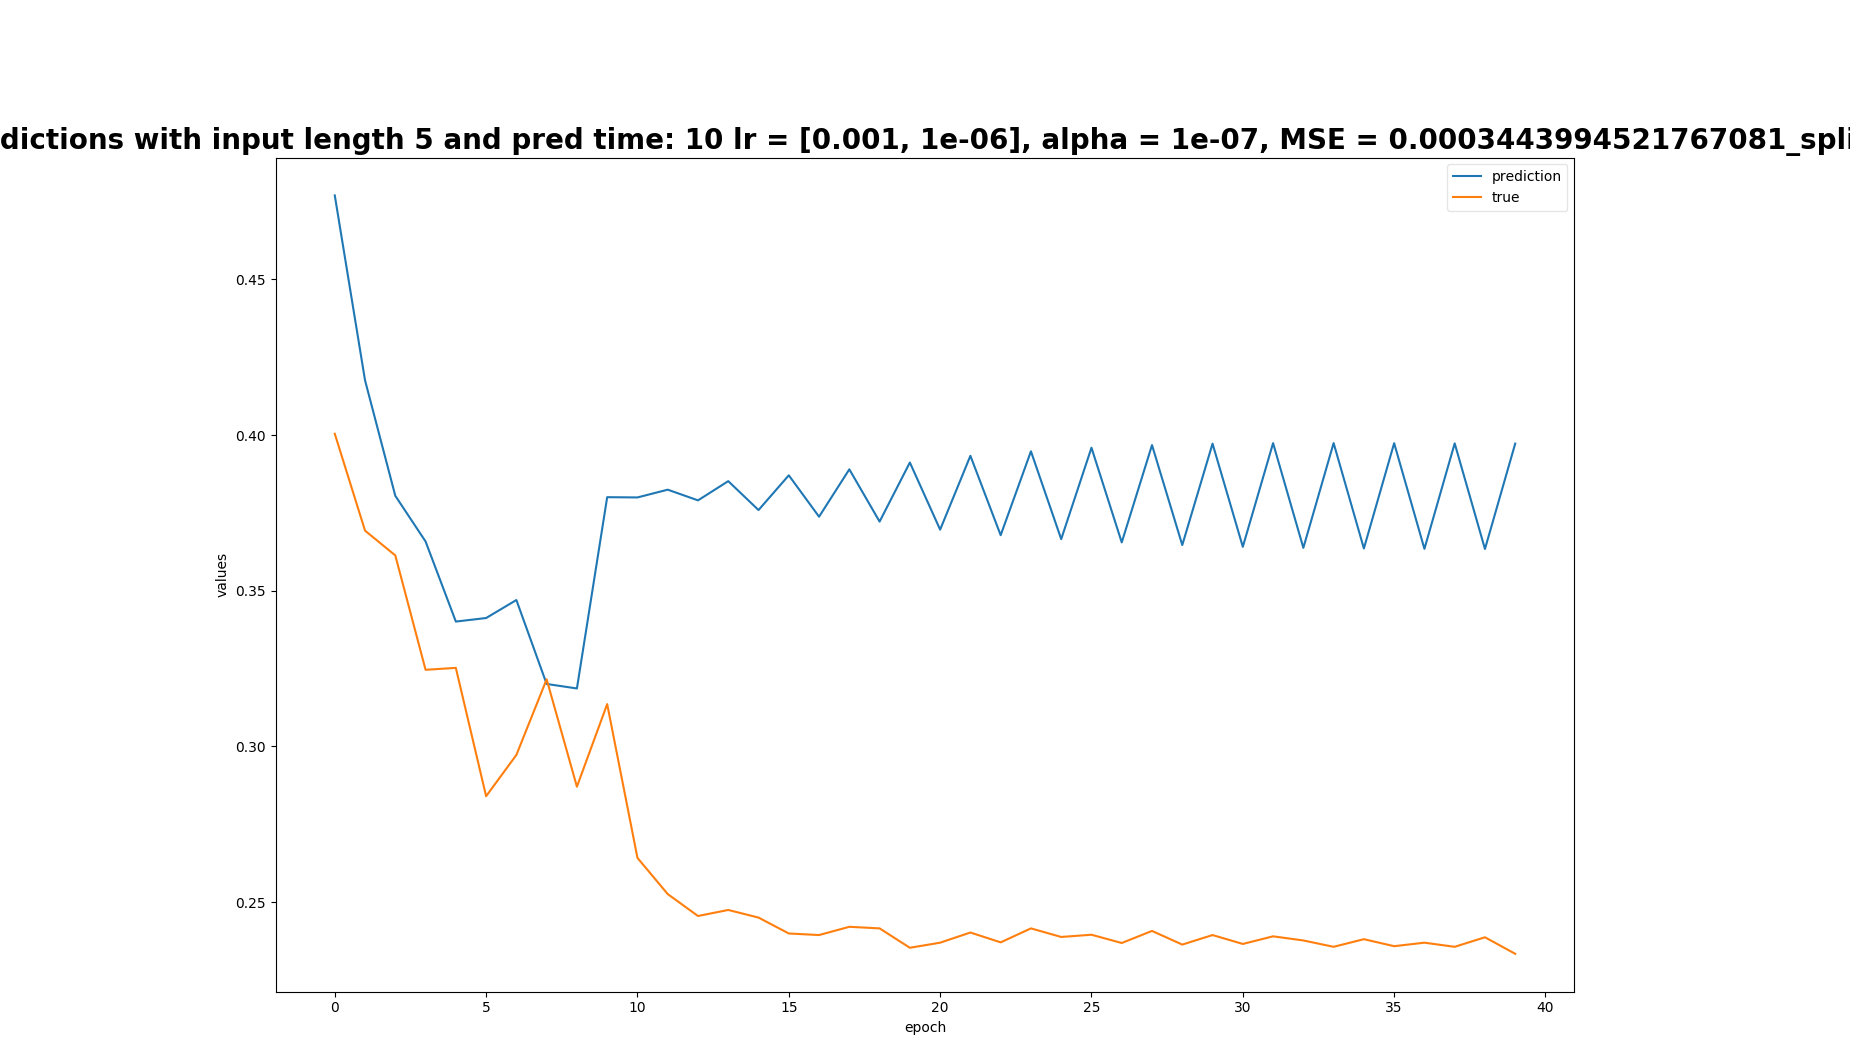 dictions with input length 5 and pred time: 10 lr = [0.001, 1e-06], alpha = 1e-07, MSE = 0.0003443994521767081_spli
prediction
true
0.45
0.40
0.35
0.30
0.25
values
0
5
10
15
20
25
30
35
40
epoch